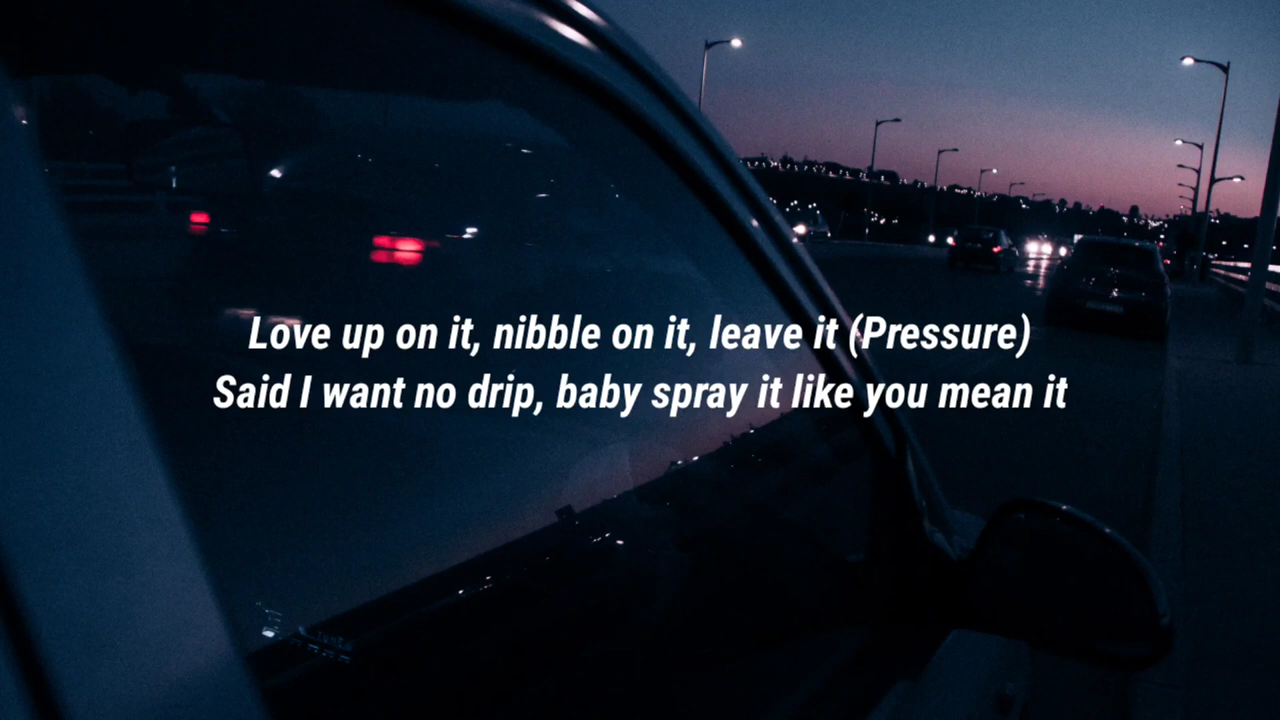 Love up on it, nibble on it, leave it (Pressure)
Said I want no drip, baby spray it like you mean it